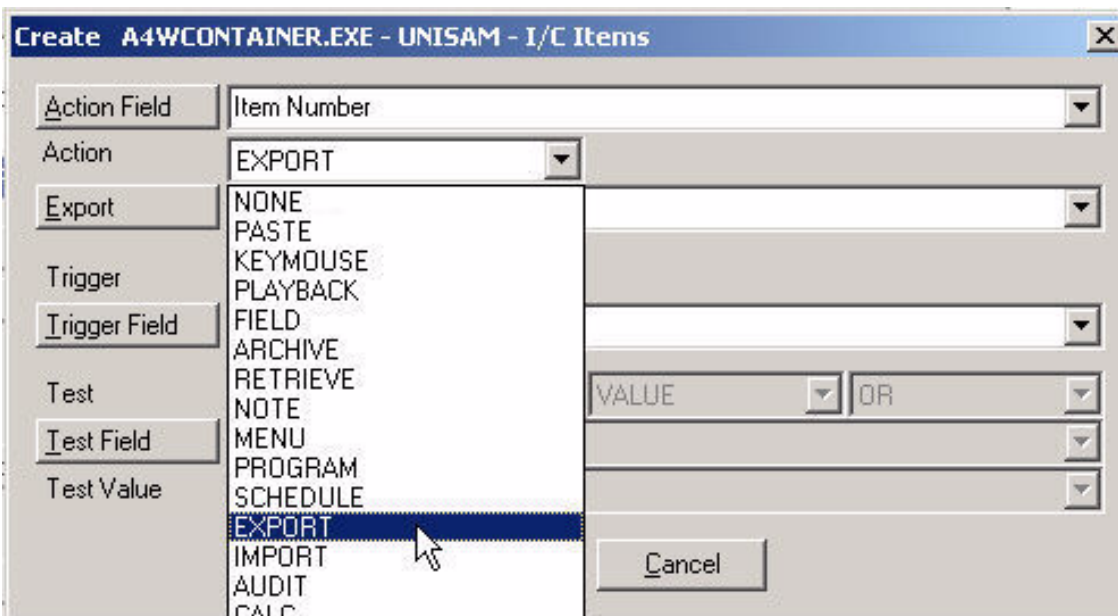 Create A4WCONTAINER.EXE - UNISAM - I/C Items
Action Field
Item Number
Action
EXPORT
Export
NONE
PASTE
KEYMOUSE
PLAYBACK
FIELD
ARCHIVE
RETRIEVE
NOTE
MENU
PROGRAM
SCHEDULE
EXPORT
IMPORT
AUDIT
CALC
Trigger
Trigger Field
Test
VALUE
OR
Test Field
Test Value
Cancel